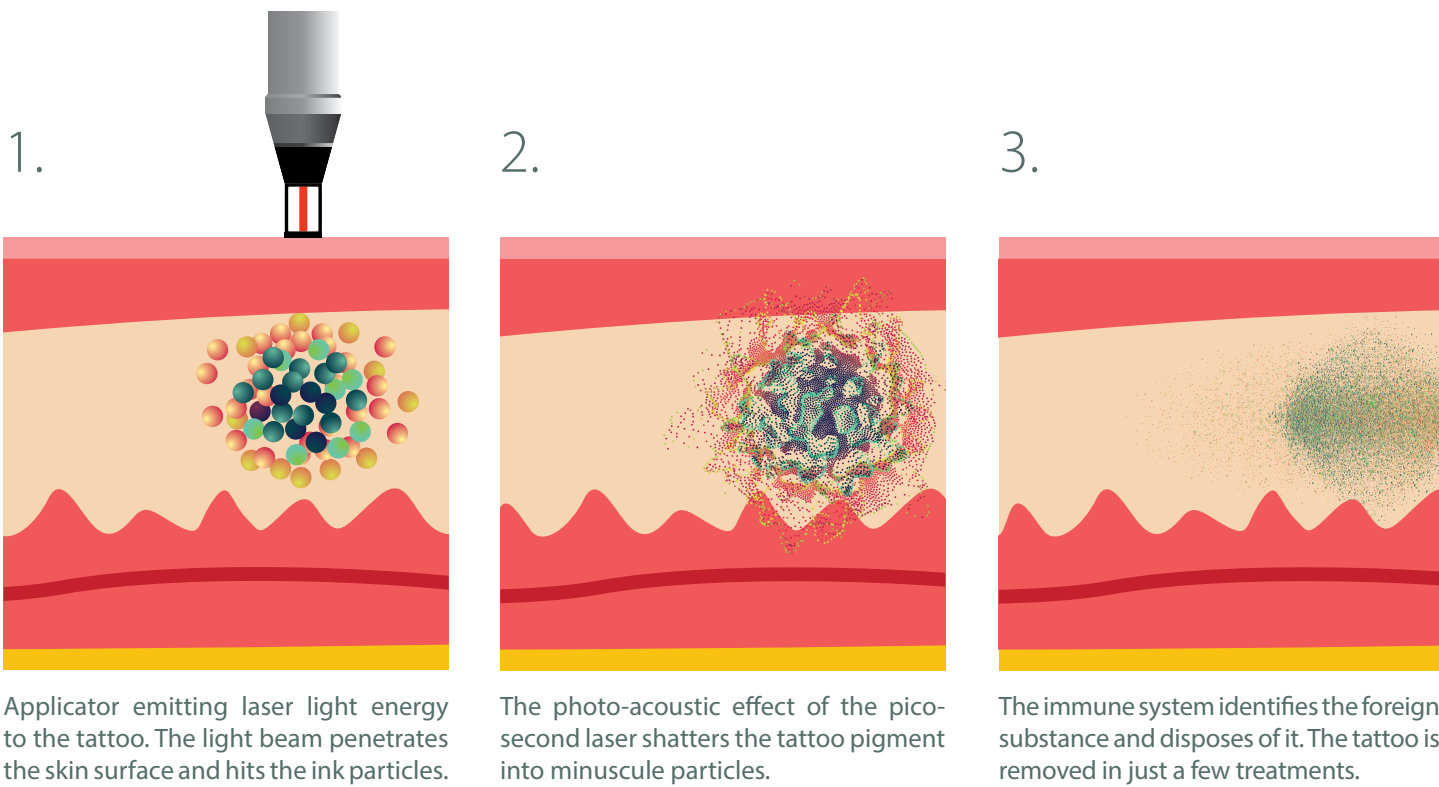 1.
2.
3.
Applicator emitting laser light energy
to the tattoo. The light beam penetrates
the skin surface and hits the ink particles.
The photo-acoustic effect of the pico-
second laser shatters the tattoo pigment
into minuscule particles.
The immune system identifies the foreign
substance and disposes of it. The tattoo is
removed in just a few treatments.